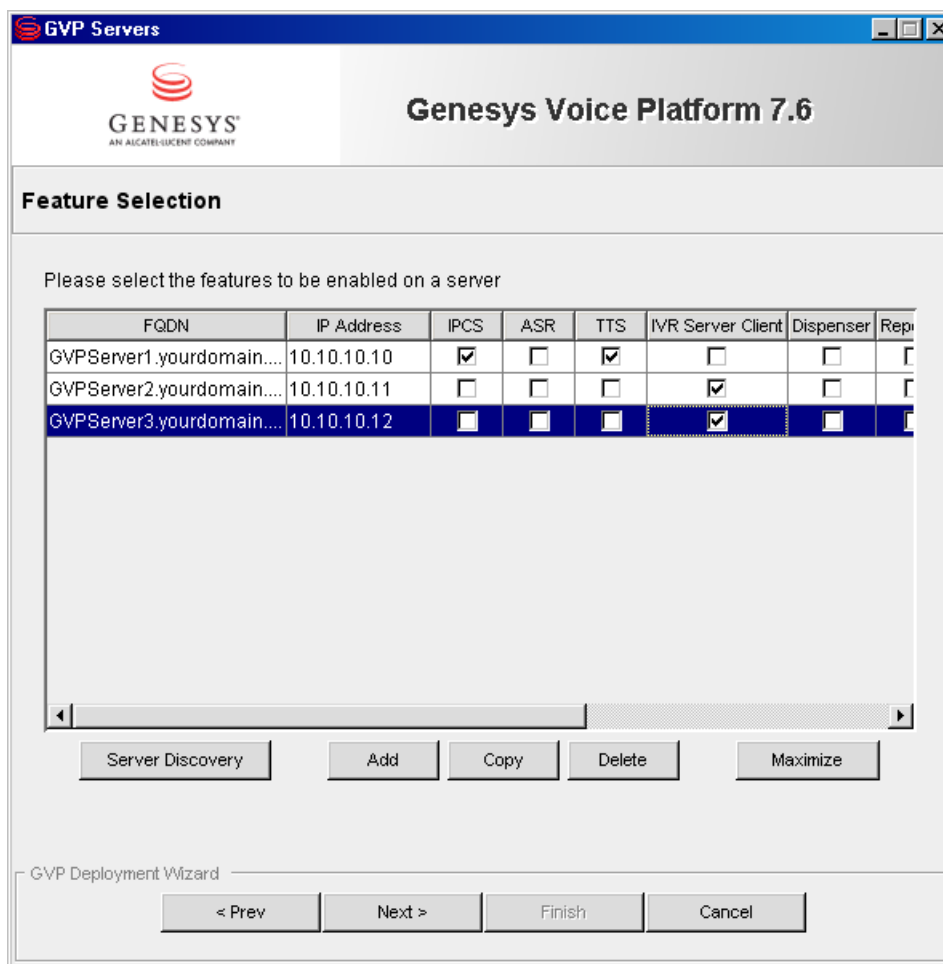 GVP Servers
GENESYS
AN ALCATEL-LUCENT COMPANY
Genesys Voice Platform 7.6
Feature Selection
Please select the features to be enabled on a server
FQDN IP Address IPCS ASR TTS IVR Server Client Dispenser Rep
GVPServer1.yourdomain.... 10.10.10.10
GVPServer2.yourdomain.... 10.10.10.11
GVPServer3.yourdomain.... 10.10.10.12
Server Discovery Add Copy Delete Maximize
GVP Deployment Wizard
< Prev Next > Finish Cancel